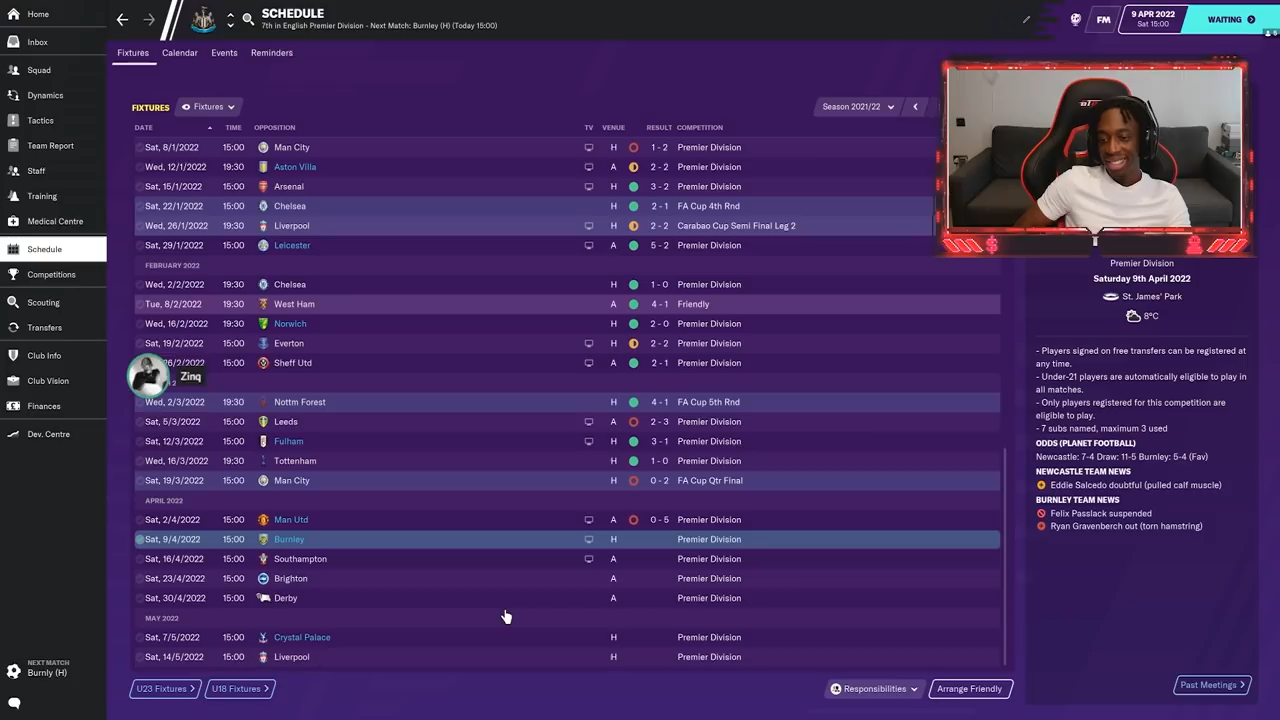 Home
Inbox
Squad
Dynamics
Tactics
Team Report
Staff
Training
Medical Centre
Schedule
Competitions
Scouting
Transfers
Club Info
Club Vision
Finances
Dev. Centre
NEXT MATCH
Burnly (H)
SCHEDULE
7th in English Premier Division - Next Match: Burnley (H) (Today 15:00)
FM
9 APR 2022
Sat 15:00
WAITING
Fixtures Calendar Events Reminders
FIXTURES Fixtures Season 2021/22
DATE TIME OPPOSITION TV VENUE RESULT COMPETITION
Sat, 8/1/2022 15:00 Man City H 1 - 2 Premier Division
Wed, 12/1/2022 19:30 Aston Villa A 2 - 2 Premier Division
Sat, 15/1/2022 15:00 Arsenal A 3 - 2 Premier Division
Sat, 22/1/2022 15:00 Chelsea H 2 - 1 FA Cup 4th Rnd
Wed, 26/1/2022 19:30 Liverpool H 2 - 2 Carabao Cup Semi Final Leg 2
Sat, 29/1/2022 15:00 Leicester A 5 - 2 Premier Division
FEBRUARY 2022
Wed, 2/2/2022 19:30 Chelsea H 1 - 0 Premier Division
Tue, 8/2/2022 19:30 West Ham A 4 - 1 Friendly
Wed, 16/2/2022 19:30 Norwich H 2 - 0 Premier Division
Sat, 19/2/2022 15:00 Everton H 2 - 2 Premier Division
26/2/2022 15:00 Sheff Utd A 2 - 1 Premier Division
Zinq
Wed, 2/3/2022 19:30 Nottm Forest H 4 - 1 FA Cup 5th Rnd
Sat, 5/3/2022 15:00 Leeds A 2 - 3 Premier Division
Sat, 12/3/2022 15:00 Fulham H 3 - 1 Premier Division
Wed, 16/3/2022 19:30 Tottenham H 1 - 0 Premier Division
Sat, 19/3/2022 15:00 Man City H 0 - 2 FA Cup Qtr Final
APRIL 2022
Sat, 2/4/2022 15:00 Man Utd A 0 - 5 Premier Division
Sat, 9/4/2022 15:00 Burnley H Premier Division
Sat, 16/4/2022 15:00 Southampton A Premier Division
Sat, 23/4/2022 15:00 Brighton A Premier Division
Sat, 30/4/2022 15:00 Derby A Premier Division
MAY 2022
Sat, 7/5/2022 15:00 Crystal Palace H Premier Division
Sat, 14/5/2022 15:00 Liverpool H Premier Division
U23 Fixtures U18 Fixtures Responsibilities Arrange Friendly
Premier Division
Saturday 9th April 2022
St. James' Park
8°C
- Players signed on free transfers can be registered at
any time.
- Under-21 players are automatically eligible to play in
all matches.
- Only players registered for this competition are
eligible to play.
- 7 subs named, maximum 3 used
ODDS (PLANET FOOTBALL)
Newcastle: 7-4 Draw: 11-5 Burnley: 5-4 (Fav)
NEWCASTLE TEAM NEWS
Eddie Salcedo doubtful (pulled calf muscle)
BURNLEY TEAM NEWS
Felix Passlack suspended
Ryan Gravenberch out (torn hamstring)
Past Meetings